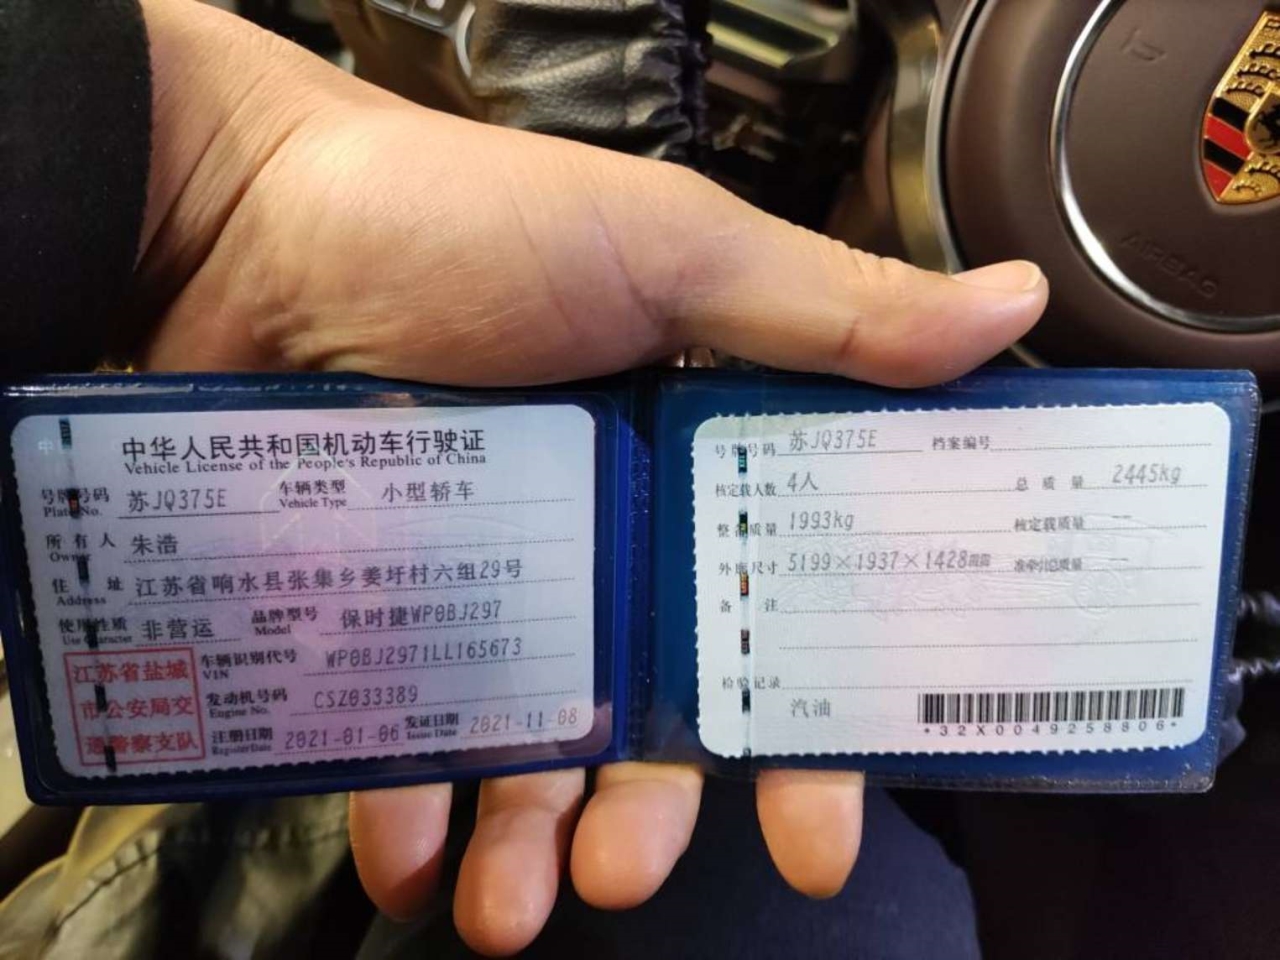 中华人民共和国机动车行驶证
Vehicle License of the People's Republic of China
号牌号码 苏JQ375E 车辆类型 小型轿车
Plate No. Vehicle Type
所有人 朱浩
Owner
住址 江苏省响水县张集乡姜圩村六组29号
Address
使用性质 非营运 品牌型号 保时捷WP0BJ297
Use Character Model
江苏省盐城
市公安局交
通警察支队
车辆识别代号 WP0BJ2971LL165673
VIN
发动机号码 CSZ033389
Engine No.
注册日期 2021-01-06 发证日期 2021-11-08
Register Date Issue Date
号牌号码 苏JQ375E 档案编号
核定载人数 4人 总质量 2445kg
整备质量 1993kg 核定载质量 --
外廓尺寸 5199×1937×1428mm 准牵引总质量
备注
检验记录
汽油
*32X0049258806*
AIRBAG